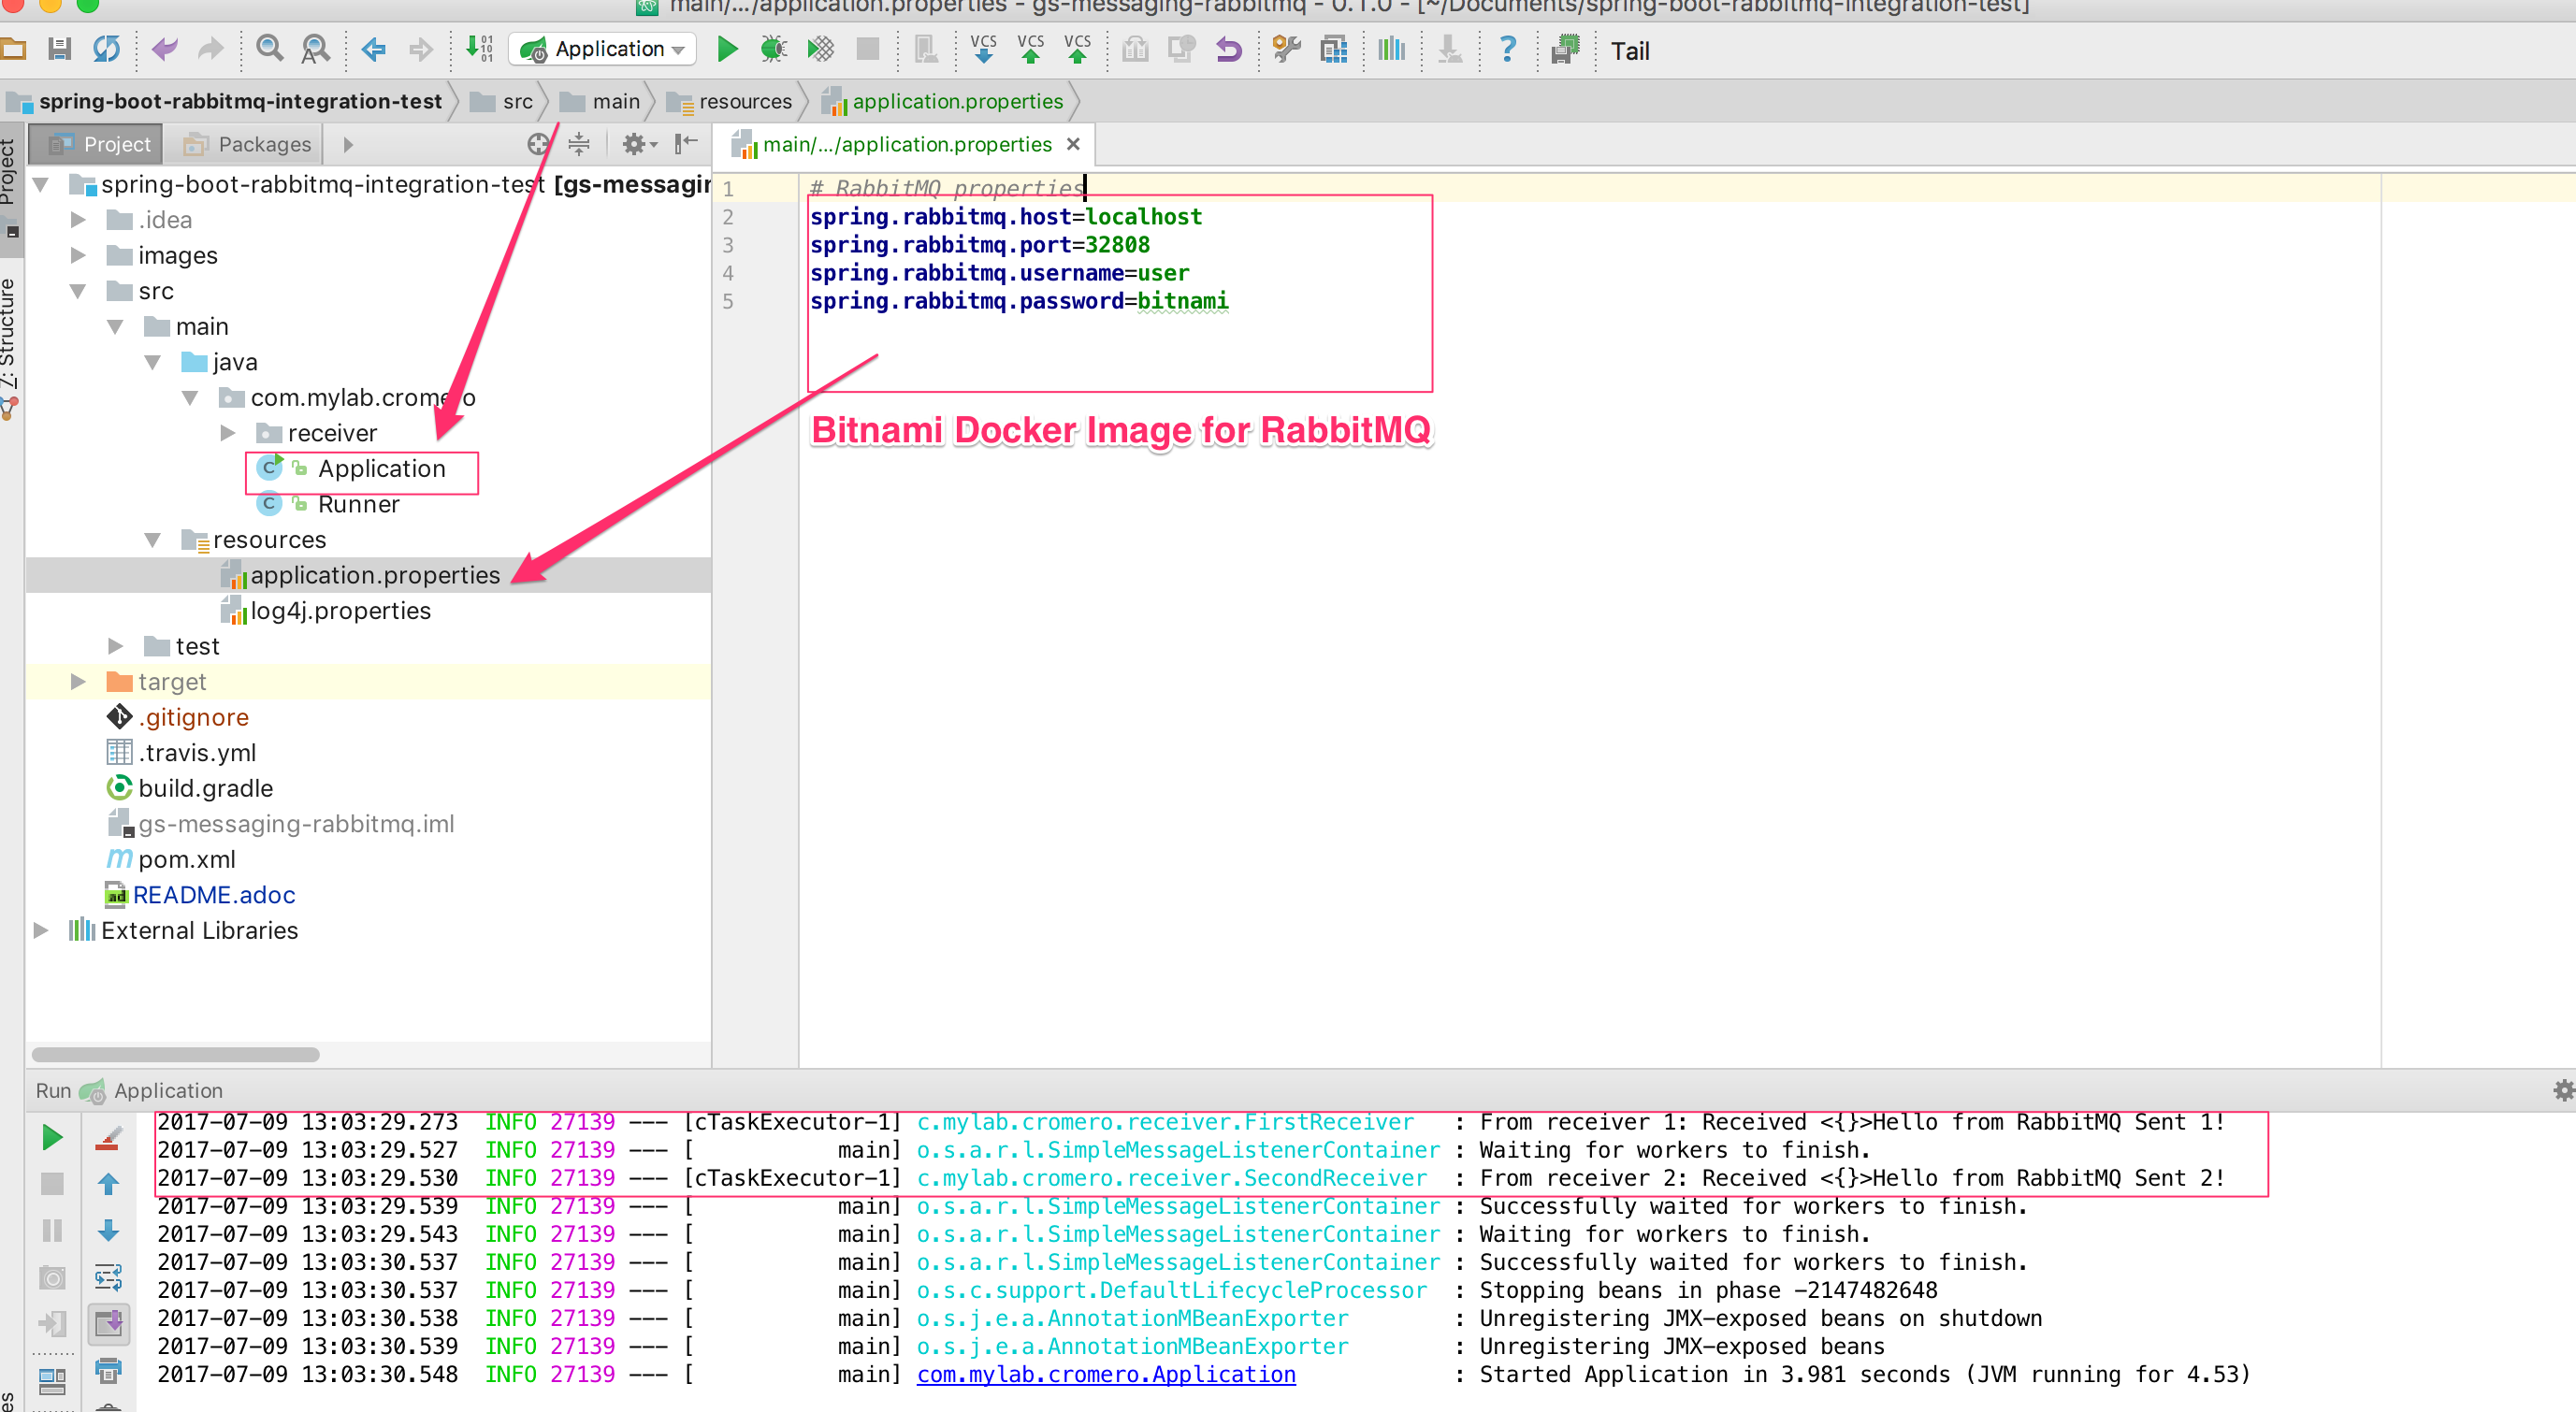 main/.../application.properties - gs-messaging-rabbitmq - 0.1.0 - [~/Documents/spring-boot-rabbitmq-integration-test]
Application
VCS VCS VCS
Tail
spring-boot-rabbitmq-integration-test src main resources application.properties
Project Packages
main/.../application.properties
Project
7: Structure
spring-boot-rabbitmq-integration-test [gs-messagin
.idea
images
src
main
java
com.mylab.cromero
receiver
Application
Runner
resources
application.properties
log4j.properties
test
target
.gitignore
.travis.yml
build.gradle
gs-messaging-rabbitmq.iml
pom.xml
README.adoc
External Libraries
1 # RabbitMQ properties
2 spring.rabbitmq.host=localhost
3 spring.rabbitmq.port=32808
4 spring.rabbitmq.username=user
5 spring.rabbitmq.password=bitnami
Bitnami Docker Image for RabbitMQ
Run Application
2017-07-09 13:03:29.273 INFO 27139 --- [cTaskExecutor-1] c.mylab.cromero.receiver.FirstReceiver : From receiver 1: Received <{}>Hello from RabbitMQ Sent 1!
2017-07-09 13:03:29.527 INFO 27139 --- [ main] o.s.a.r.l.SimpleMessageListenerContainer : Waiting for workers to finish.
2017-07-09 13:03:29.530 INFO 27139 --- [cTaskExecutor-1] c.mylab.cromero.receiver.SecondReceiver : From receiver 2: Received <{}>Hello from RabbitMQ Sent 2!
2017-07-09 13:03:29.539 INFO 27139 --- [ main] o.s.a.r.l.SimpleMessageListenerContainer : Successfully waited for workers to finish.
2017-07-09 13:03:29.543 INFO 27139 --- [ main] o.s.a.r.l.SimpleMessageListenerContainer : Waiting for workers to finish.
2017-07-09 13:03:30.537 INFO 27139 --- [ main] o.s.a.r.l.SimpleMessageListenerContainer : Successfully waited for workers to finish.
2017-07-09 13:03:30.537 INFO 27139 --- [ main] o.s.c.support.DefaultLifecycleProcessor : Stopping beans in phase -2147482648
2017-07-09 13:03:30.538 INFO 27139 --- [ main] o.s.j.e.a.AnnotationMBeanExporter : Unregistering JMX-exposed beans on shutdown
2017-07-09 13:03:30.539 INFO 27139 --- [ main] o.s.j.e.a.AnnotationMBeanExporter : Unregistering JMX-exposed beans
2017-07-09 13:03:30.548 INFO 27139 --- [ main] com.mylab.cromero.Application : Started Application in 3.981 seconds (JVM running for 4.53)